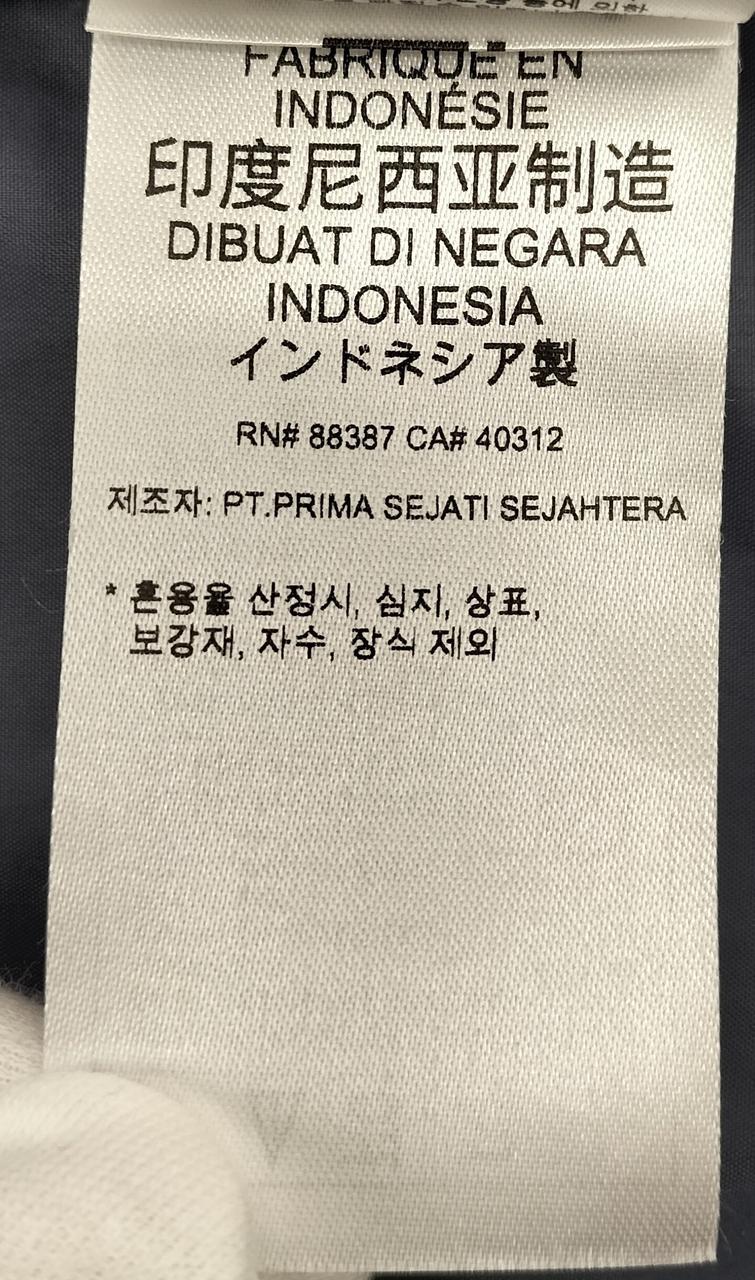 FABRIQUÉ EN
INDONÉSIE
印度尼西亚制造
DIBUAT DI NEGARA
INDONESIA
インドネシア製
RN# 88387 CA# 40312
제조자: PT.PRIMA SEJATI SEJAHTERA
* 혼용율 산정시, 심지, 상표,
보강재, 자수, 장식 제외